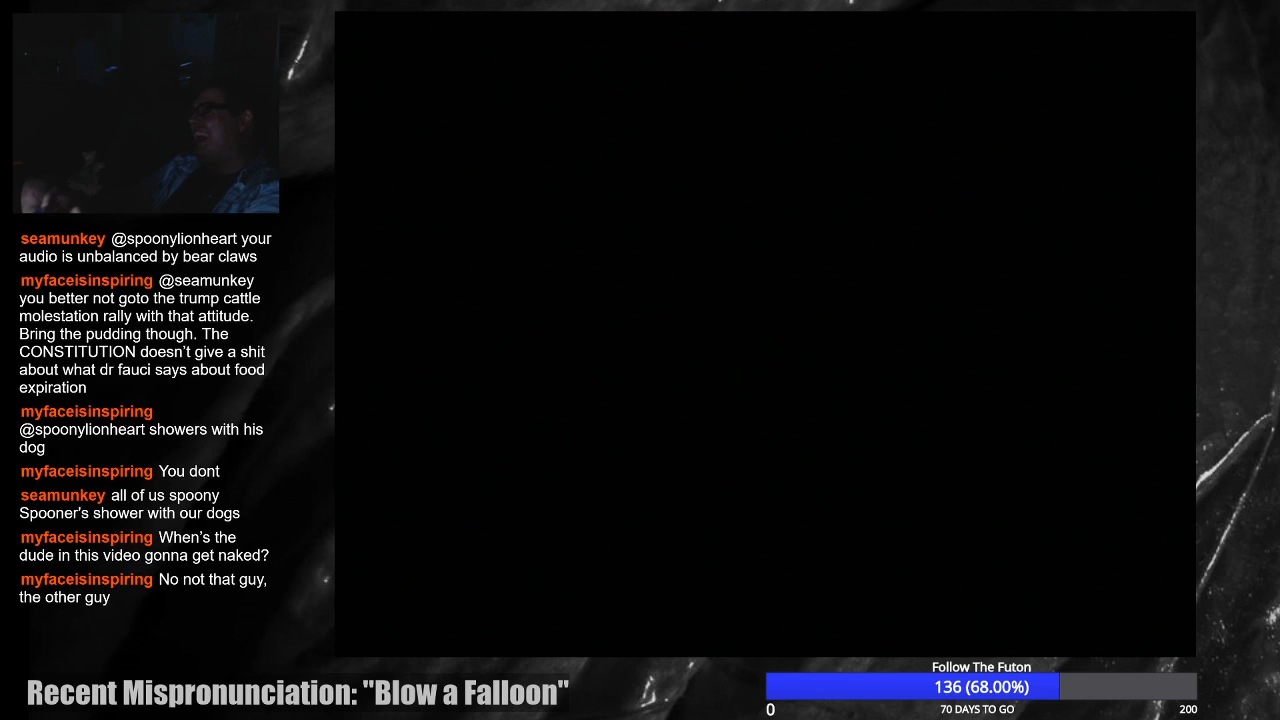 seamunkey @spoonylionheart your
audio is unbalanced by bear claws
myfaceisinspiring @seamunkey
you better not goto the trump cattle
molestation rally with that attitude.
Bring the pudding though. The
CONSTITUTION doesn’t give a shit
about what dr fauci says about food
expiration
myfaceisinspiring
@spoonylionheart showers with his
dog
myfaceisinspiring You dont
seamunkey all of us spoony
Spooner's shower with our dogs
myfaceisinspiring When’s the
dude in this video gonna get naked?
myfaceisinspiring No not that guy,
the other guy
Recent Mispronunciation: "Blow a Falloon"
Follow The Futon
136 (68.00%)
0 70 DAYS TO GO 200